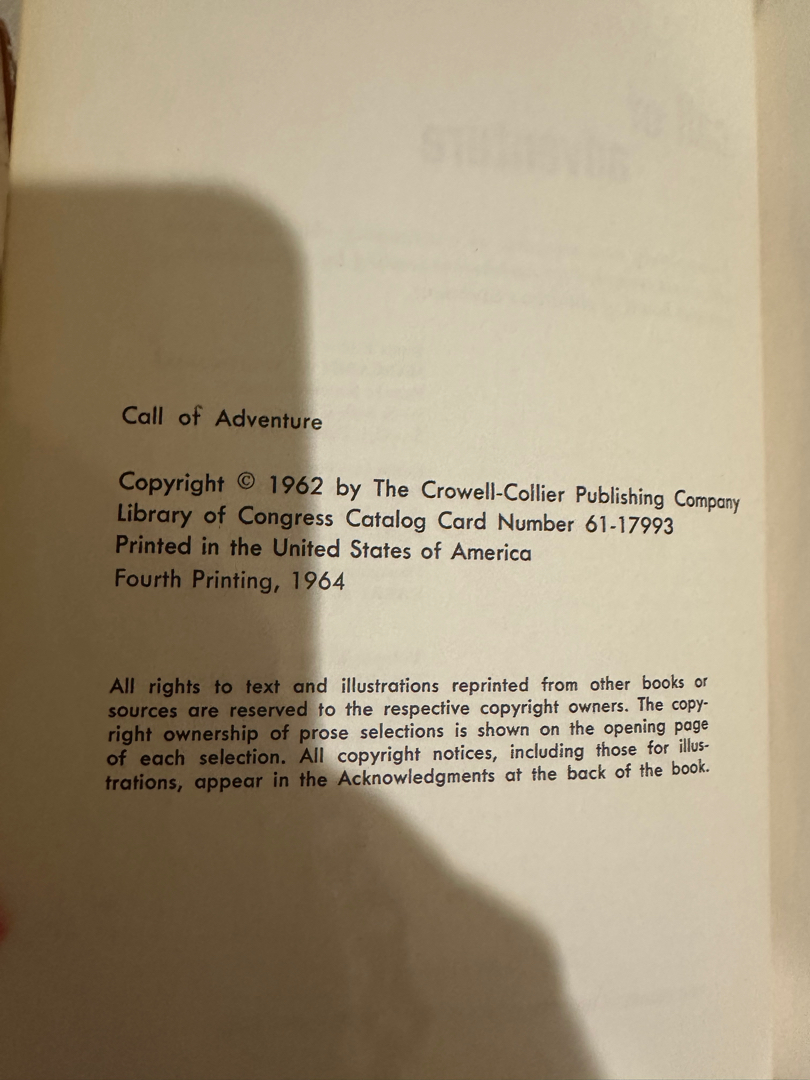 Call of Adventure
Copyright © 1962 by The Crowell-Collier Publishing Company
Library of Congress Catalog Card Number 61-17993
Printed in the United States of America
Fourth Printing, 1964
All rights to text and illustrations reprinted from other books or
sources are reserved to the respective copyright owners. The copy-
right ownership of prose selections is shown on the opening page
of each selection. All copyright notices, including those for illus-
trations, appear in the Acknowledgments at the back of the book.